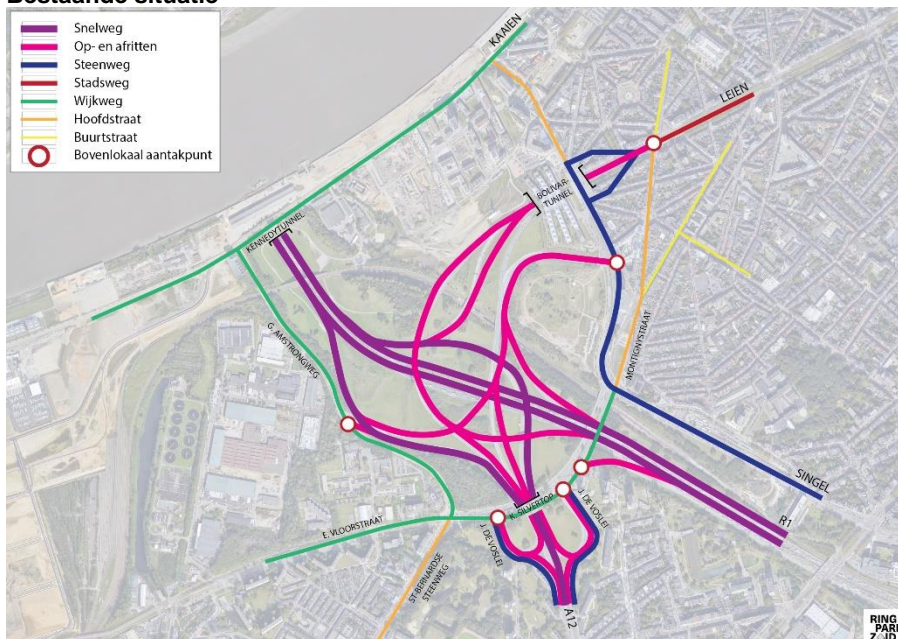 Bestaande situatie
Snelweg
Op- en afritten
Steenweg
Stadsweg
Wijkweg
Hoofdstraat
Buurtstraat
Bovenlokaal aantakpunt
KAAIEN
LEIEN
BOLIVAR-
TUNNEL
KENNEDYTUNNEL
G. AMSTRONGWEG
MONTIGNYSTRAAT
SINGEL
R1
K. SILVERTOP
J. DE VOSLEI
J. DE VOSLEI
E. VLOORSTRAAT
ST-BERNARDSE
STEENWEG
A12
RING
PARK
ZUID